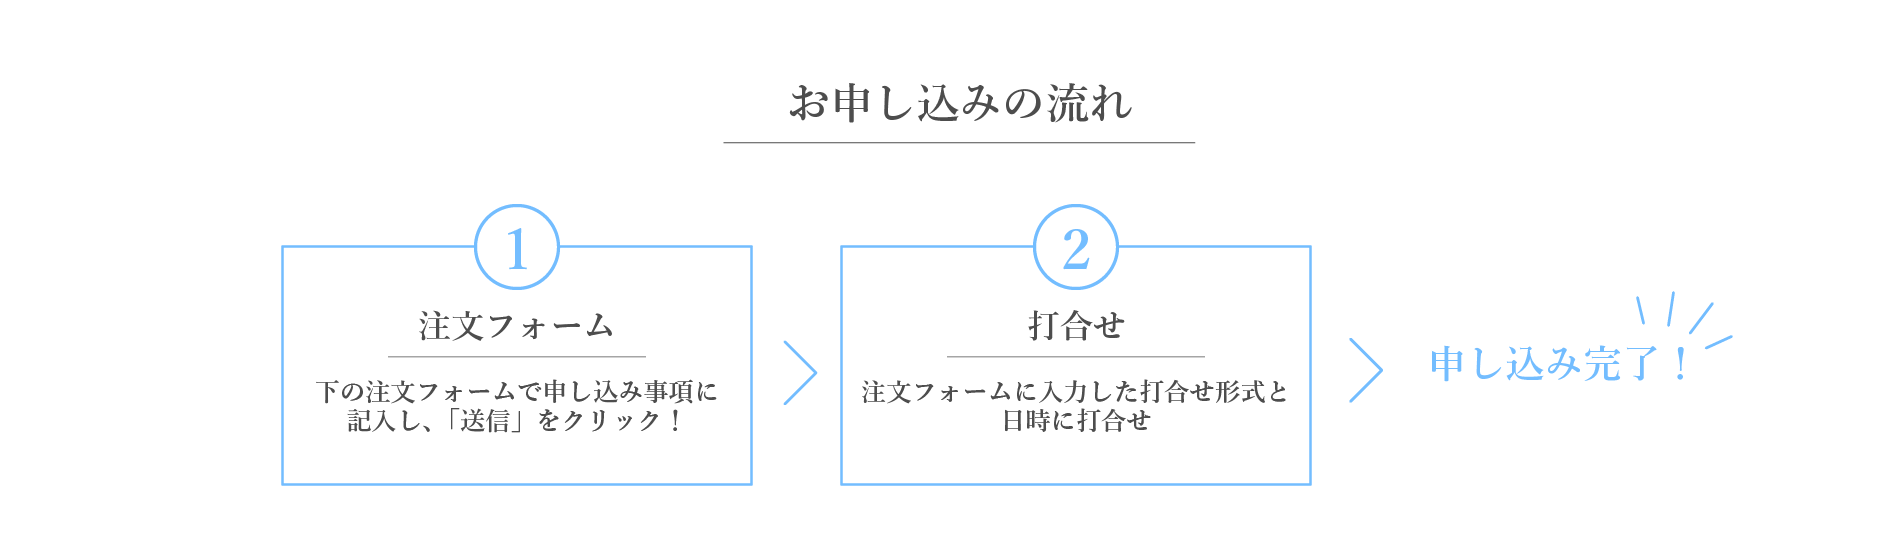 お申し込みの流れ
1
注文フォーム
下の注文フォームで申し込み事項に
記入し、「送信」をクリック！
2
打合せ
注文フォームに入力した打合せ形式と
日時に打合せ
申し込み完了！